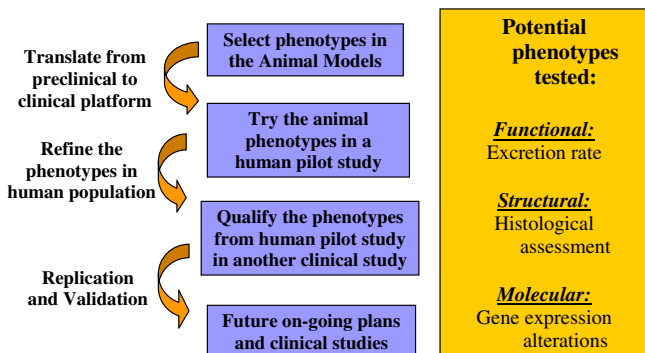 Select phenotypes in
the Animal Models
Translate from
preclinical to
clinical platform
Try the animal
phenotypes in a
human pilot study
Refine the
phenotypes in
human population
Qualify the phenotypes
from human pilot study
in another clinical study
Replication
and Validation
Future on-going plans
and clinical studies
Potential
phenotypes
tested:
Functional:
Excretion rate
Structural:
Histological
assessment
Molecular:
Gene expression
alterations